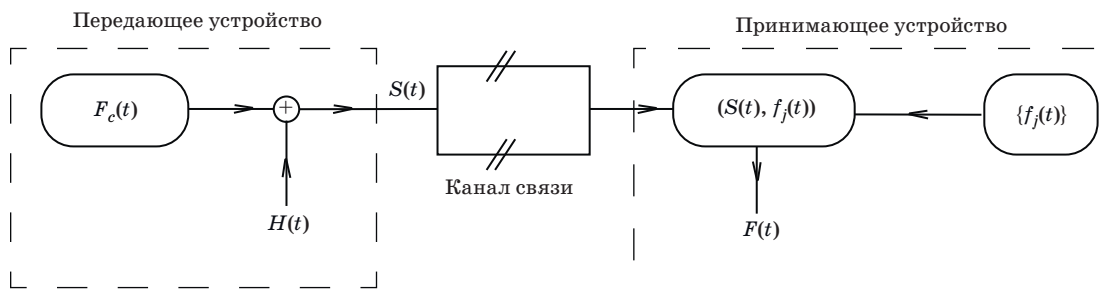 Передающее устройство
Принимающее устройство
F_c(t)
+
S(t)
(S(t), f_j(t))
{f_j(t)}
Канал связи
H(t)
F(t)